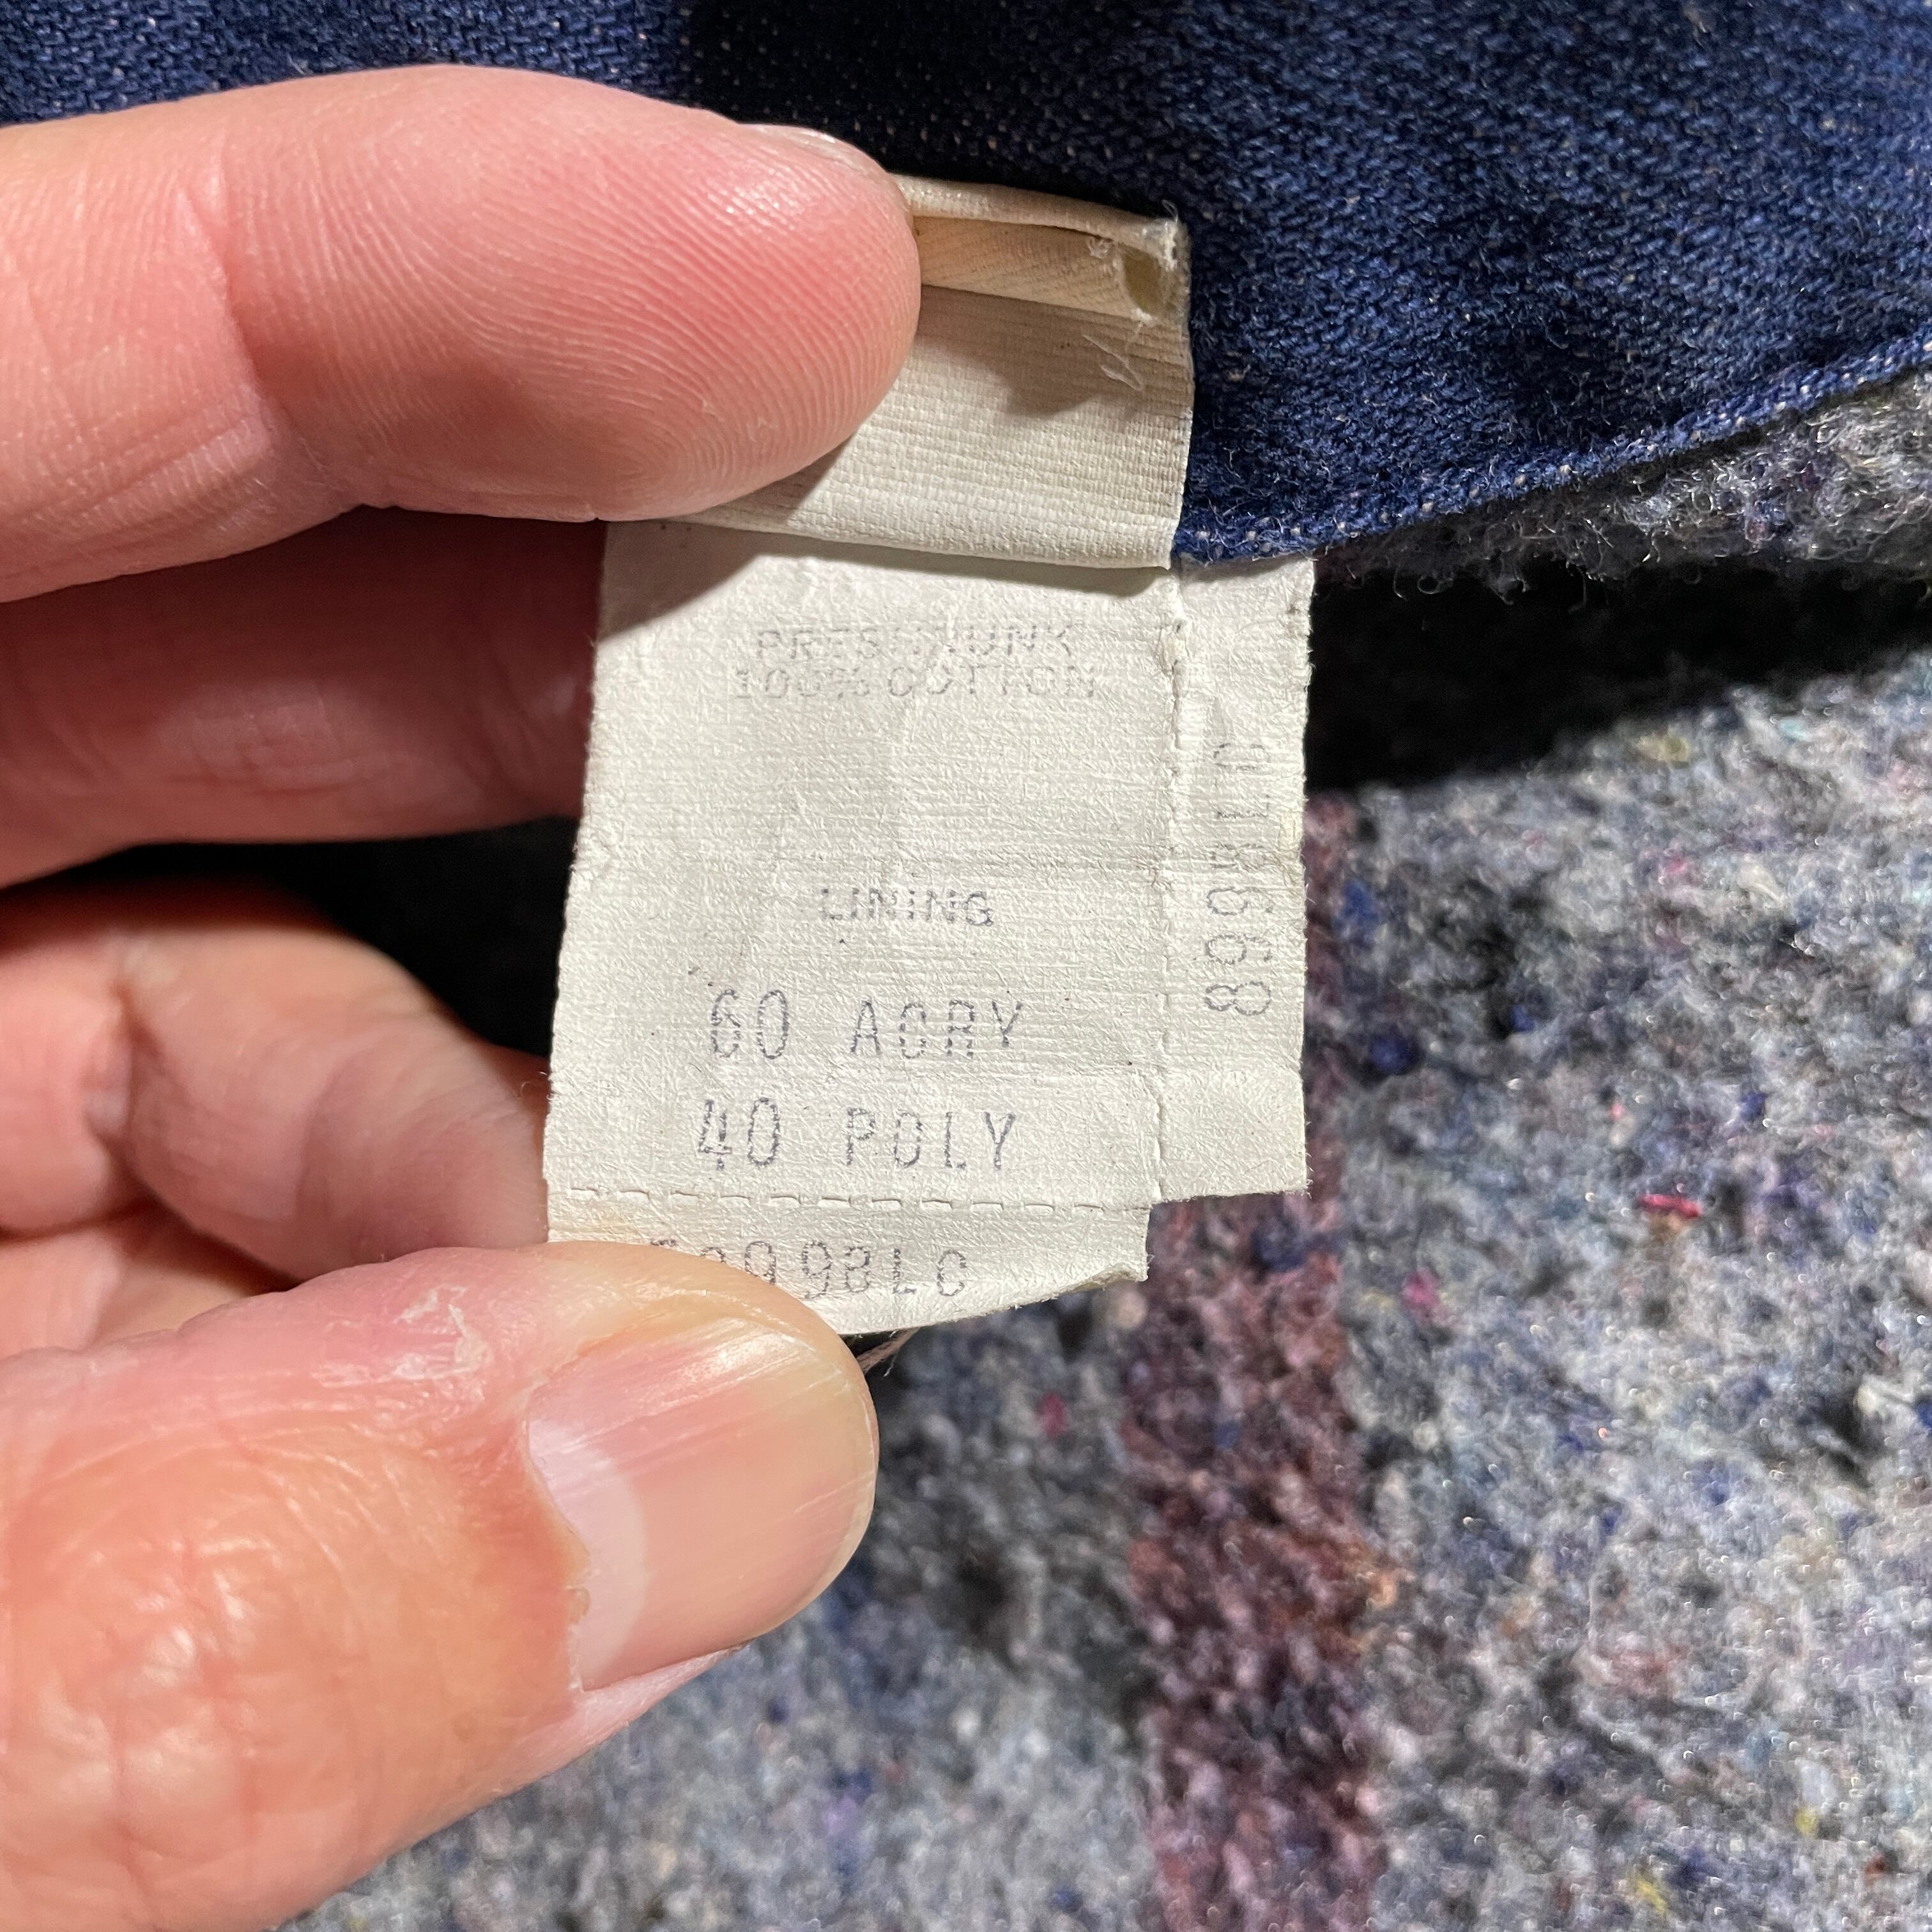 PRESHRUNK
100% COTTON
LINING
60 ACRY
40 POLY